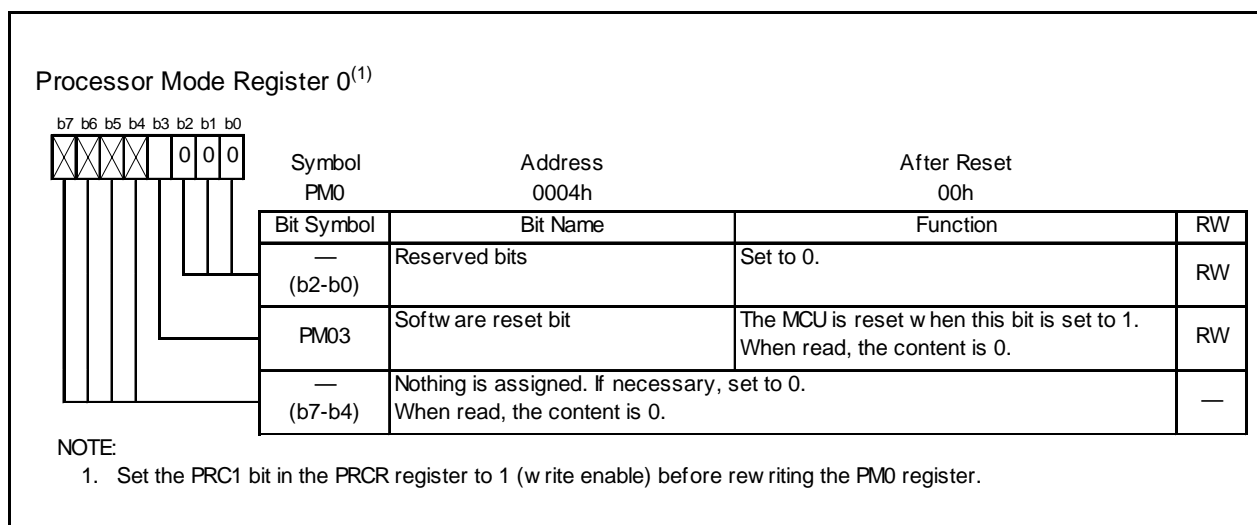 Processor Mode Register 0(1)
b7 b6 b5 b4 b3 b2 b1 b0
0 0 0
Symbol Address After Reset
PM0 0004h 00h
Bit Symbol Bit Name Function RW
— (b2-b0) Reserved bits Set to 0. RW
PM03 Software reset bit The MCU is reset when this bit is set to 1.
When read, the content is 0. RW
— (b7-b4) Nothing is assigned. If necessary, set to 0.
When read, the content is 0. —
NOTE:
1. Set the PRC1 bit in the PRCR register to 1 (write enable) before rewriting the PM0 register.